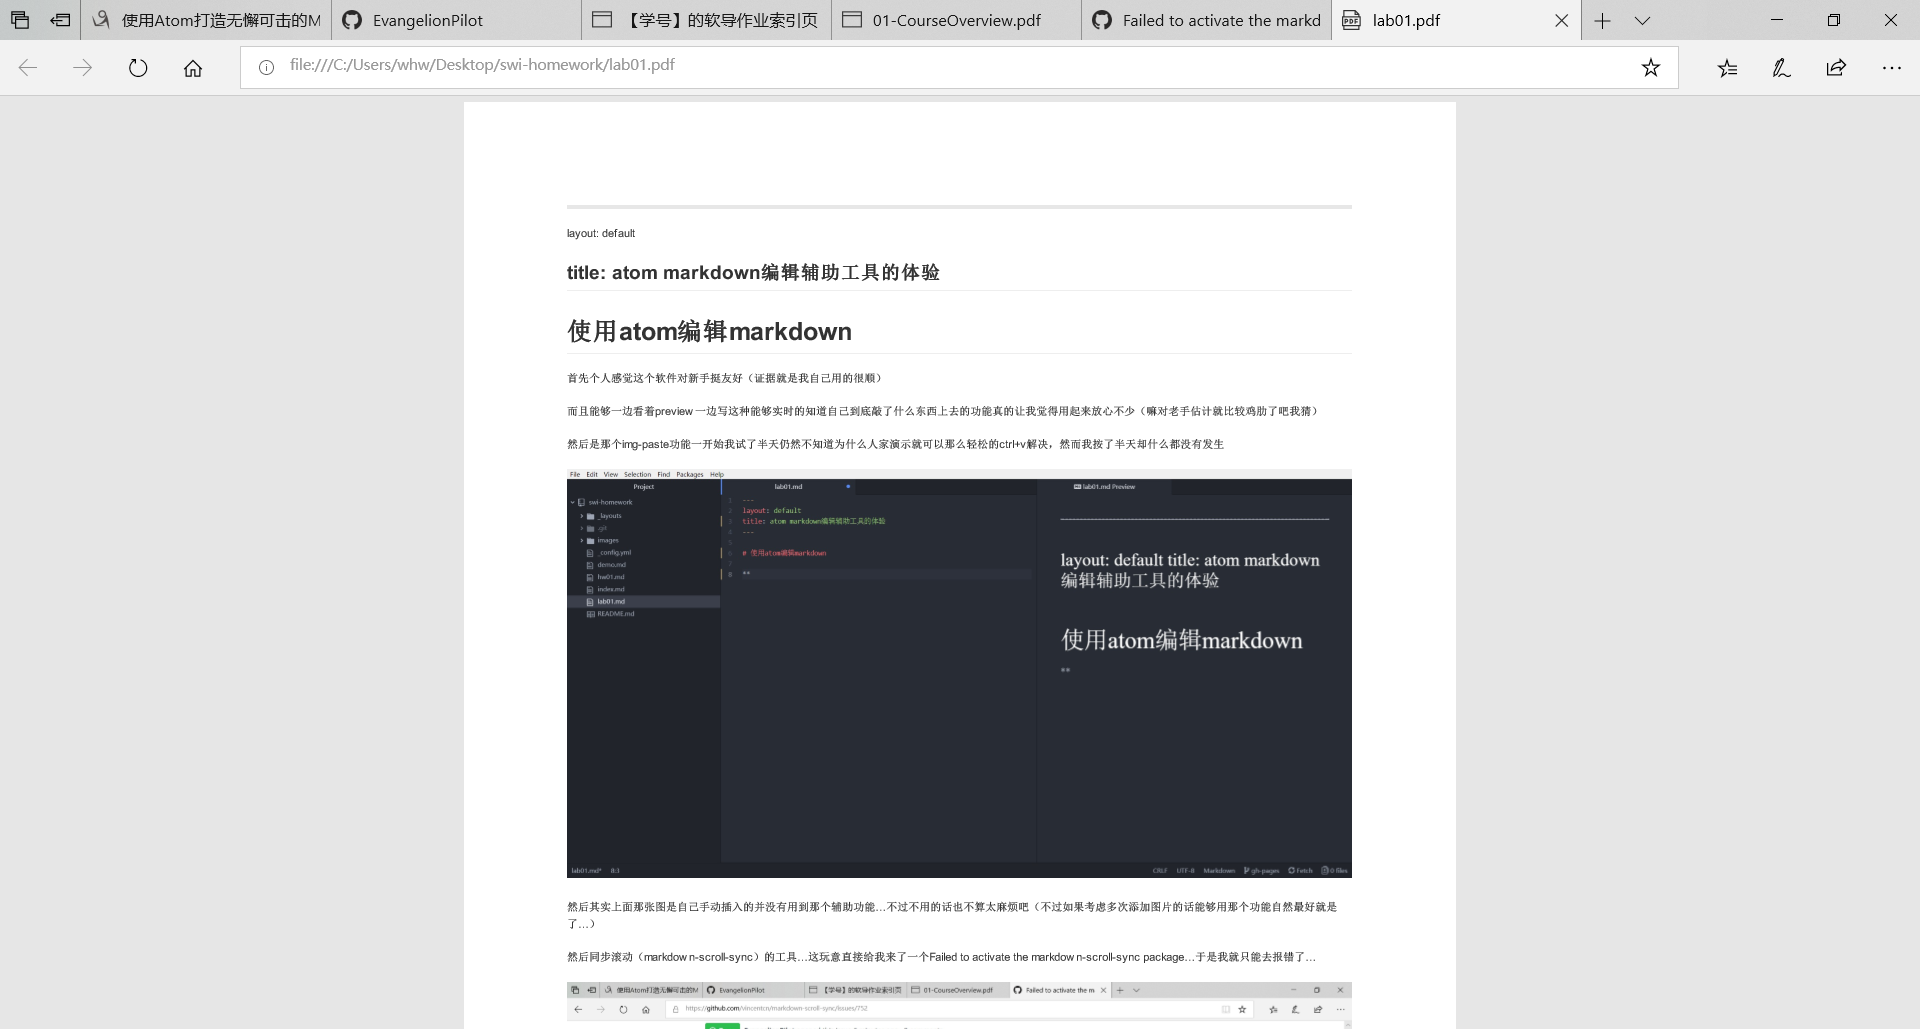 使用Atom打造无懈可击的M
EvangelionPilot
【学号】的软导作业索引页
01-CourseOverview.pdf
Failed to activate the markd
lab01.pdf
file:///C:/Users/whw/Desktop/swi-homework/lab01.pdf
layout: default
title: atom markdown编辑辅助工具的体验
使用atom编辑markdown
首先个人感觉这个软件对新手挺友好（证据就是我自己用的很顺）
而且能够一边看着preview 一边写这种能够实时的知道自己到底敲了什么东西上去的功能真的让我觉得用起来放心不少（嘛对老手估计就比较鸡肋了吧我猜）
然后是那个img-paste功能一开始我试了半天仍然不知道为什么人家演示就可以那么轻松的ctrl+v解决，然而我按了半天却什么都没有发生
File Edit View Selection Find Packages Help
Project
lab01.md
lab01.md Preview
swi-homework
_layouts
.git
images
_config.yml
demo.md
hw01.md
index.md
lab01.md
README.md
1 ---
2 layout: default
3 title: atom markdown编辑辅助工具的体验
4 ---
5
6 # 使用atom编辑markdown
7
8 **
layout: default title: atom markdown
编辑辅助工具的体验
使用atom编辑markdown
**
lab01.md* 8:3
CRLF UTF-8 Markdown gh-pages Fetch 0 files
然后其实上面那张图是自己手动插入的并没有用到那个辅助功能...不过不用的话也不算太麻烦吧（不过如果考虑多次添加图片的话能够用那个功能自然最好就是
了...）
然后同步滚动（markdown-scroll-sync）的工具...这玩意直接给我来了一个Failed to activate the markdown-scroll-sync package...于是我就只能去报错了...
使用Atom打造无懈可击的M
EvangelionPilot
【学号】的软导作业索引页
01-CourseOverview.pdf
Failed to activate the m
https://github.com/vincentcn/markdown-scroll-sync/issues/752